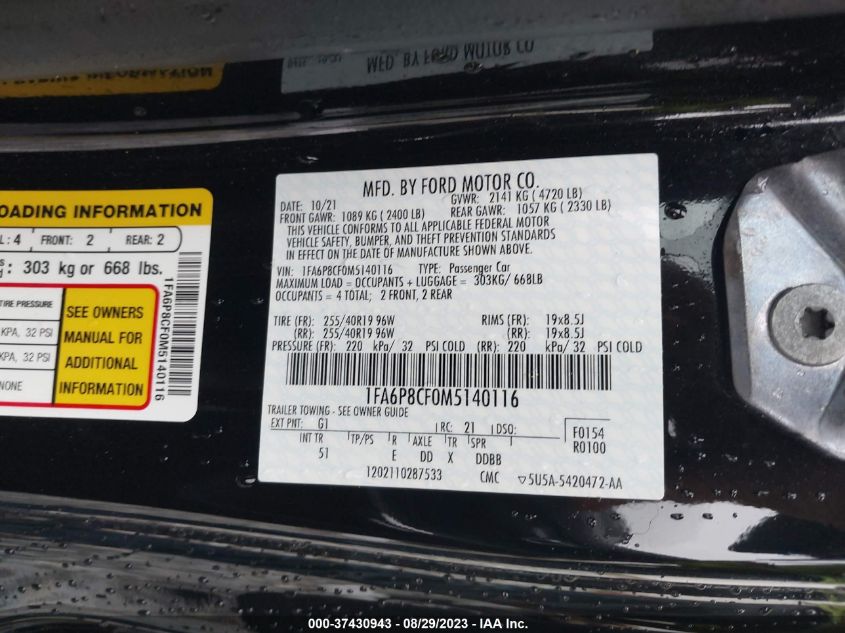 MFD. BY FORD MOTOR CO
MFD. BY FORD MOTOR CO.
DATE: 10/21 GVWR: 2141 KG ( 4720 LB)
FRONT GAWR: 1089 KG ( 2400 LB) REAR GAWR: 1057 KG ( 2330 LB)
THIS VEHICLE CONFORMS TO ALL APPLICABLE FEDERAL MOTOR
VEHICLE SAFETY, BUMPER, AND THEFT PREVENTION STANDARDS
IN EFFECT ON THE DATE OF MANUFACTURE SHOWN ABOVE.
VIN: 1FA6P8CF0M5140116 TYPE: Passenger Car
MAXIMUM LOAD = OCCUPANTS + LUGGAGE = 303KG/ 668LB
OCCUPANTS = 4 TOTAL; 2 FRONT, 2 REAR
TIRE (FR): 255/40R19 96W RIMS (FR): 19x8.5J
(RR): 255/40R19 96W (RR): 19x8.5J
PRESSURE (FR): 220 kPa/ 32 PSI COLD (RR): 220 kPa/ 32 PSI COLD
1FA6P8CF0M5140116
TRAILER TOWING - SEE OWNER GUIDE
EXT PNT: G1 RC: 21 DSO:
INT TR TP/PS R AXLE TR SPR
51 E DD X DDBB
F0154
R0100
1202110287533 CMC ▽5U5A-5420472-AA
OADING INFORMATION
L: 4 FRONT: 2 REAR: 2
: 303 kg or 668 lbs.
TIRE PRESSURE
KPA, 32 PSI
KPA, 32 PSI
NONE
SEE OWNERS
MANUAL FOR
ADDITIONAL
INFORMATION
1FA6P8CF0M5140116
000-37430943 - 08/29/2023 - IAA Inc.